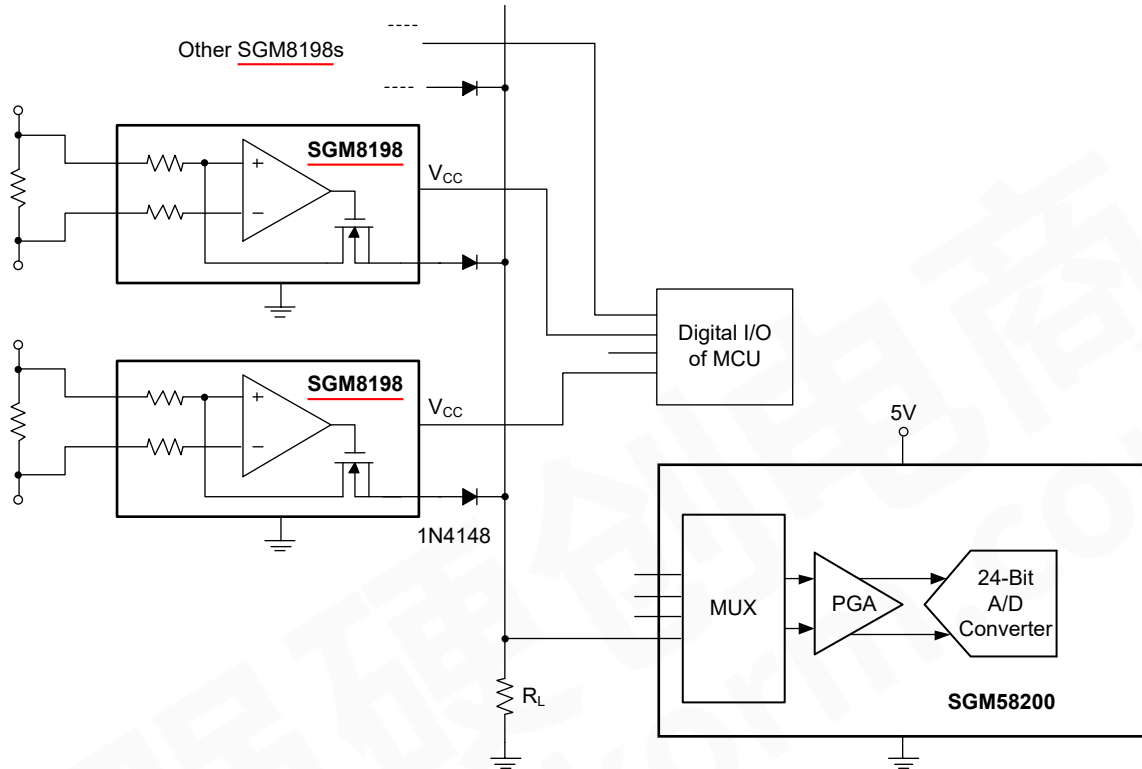 Other SGM8198s
SGM8198
+
−
VCC
SGM8198
+
−
VCC
1N4148
Digital I/O
of MCU
5V
MUX
PGA
24-Bit
A/D
Converter
RL
SGM58200